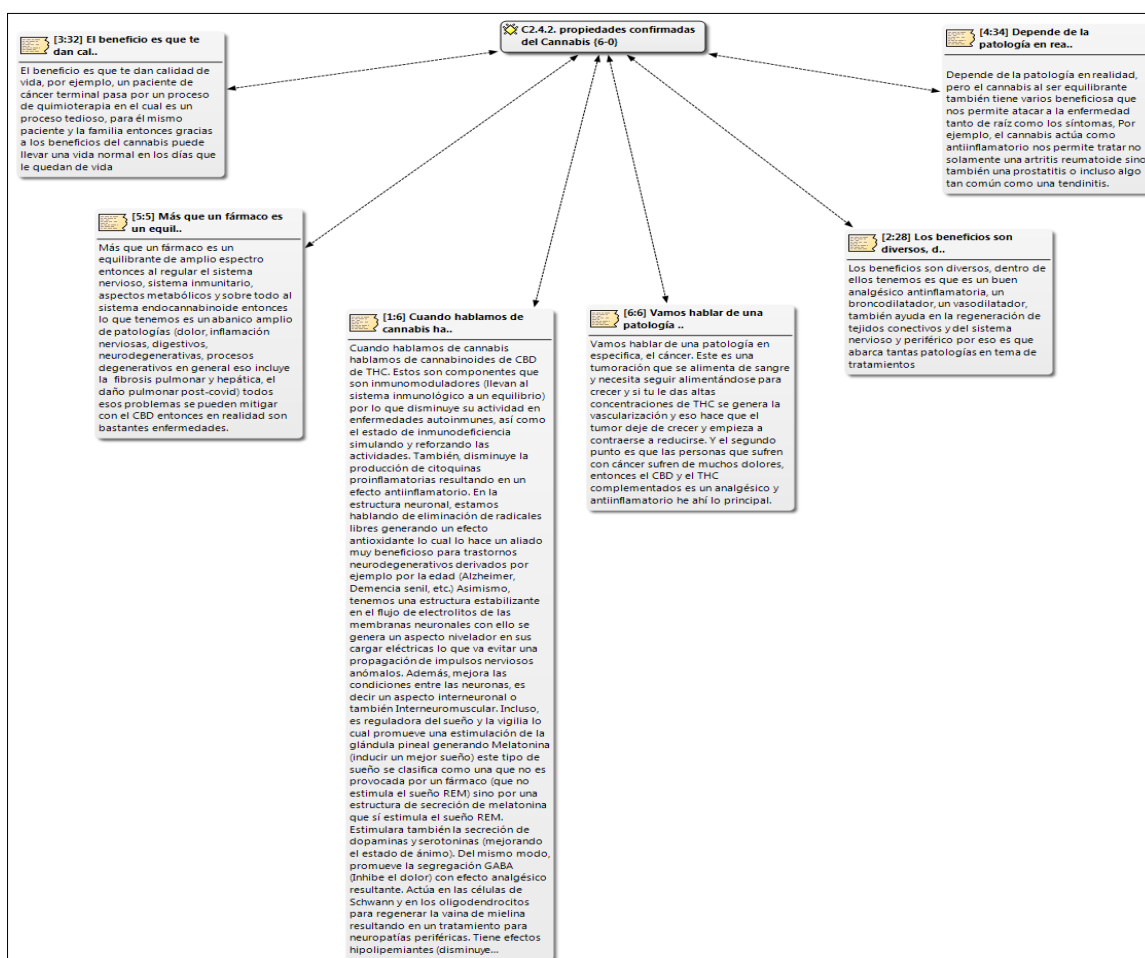 C2.4.2. propiedades confirmadas
del Cannabis {6-0}
[3:32] El beneficio es que te
dan cal..
El beneficio es que te dan calidad de
vida, por ejemplo, un paciente de
cáncer terminal pasa por un proceso
de quimioterapia en el cual es un
proceso tedioso, para él mismo
paciente y la familia entonces gracias
a los beneficios del cannabis puede
llevar una vida normal en los días que
le quedan de vida
[4:34] Depende de la
patología en rea..
Depende de la patología en realidad,
pero el cannabis al ser equilibrante
también tiene varios beneficiosa que
nos permite atacar a la enfermedad
tanto de raíz como los síntomas, Por
ejemplo, el cannabis actúa como
antiinflamatorio nos permite tratar no
solamente una artritis reumatoide sino
también una prostatitis o incluso algo
tan común como una tendinitis.
[5:5] Más que un fármaco es
un equil..
Más que un fármaco es un
equilibrante de amplio espectro
entonces al regular el sistema
nervioso, sistema inmunitario,
aspectos metabólicos y sobre todo al
sistema endocannabinoide entonces
lo que tenemos es un abanico amplio
de patologías (dolor, inflamación
nerviosas, digestivos,
neurodegenerativas, procesos
degenerativos en general eso incluye
la  fibrosis pulmonar y hepática, el
daño pulmonar post-covid) todos
esos problemas se pueden mitigar
con el CBD entonces en realidad son
bastantes enfermedades.
[2:28] Los beneficios son
diversos, d..
Los beneficios son diversos, dentro de
ellos tenemos es que es un buen
analgésico antinflamatoria, un
broncodilatador, un vasodilatador,
también ayuda en la regeneración de
tejidos conectivos y del sistema
nervioso y periférico por eso es que
abarca tantas patologías en tema de
tratamientos
[1:6] Cuando hablamos de
cannabis ha..
Cuando hablamos de cannabis
hablamos de cannabinoides de CBD
de THC. Estos son componentes que
son inmunomoduladores (llevan al
sistema inmunológico a un equilibrio)
por lo que disminuye su actividad en
enfermedades autoinmunes, así como
el estado de inmunodeficiencia
simulando y reforzando las
actividades. También, disminuye la
producción de citoquinas
proinflamatorias resultando en un
efecto antiinflamatorio. En la
estructura neuronal, estamos
hablando de eliminación de radicales
libres generando un efecto
antioxidante lo cual lo hace un aliado
muy beneficioso para trastornos
neurodegenerativos derivados por
ejemplo por la edad (Alzheimer,
Demencia senil, etc.) Asimismo,
tenemos una estructura estabilizante
en el flujo de electrolitos de las
membranas neuronales con ello se
genera un aspecto nivelador en sus
cargar eléctricas lo que va evitar una
propagación de impulsos nerviosos
anómalos. Además, mejora las
condiciones entre las neuronas, es
decir un aspecto interneuronal o
también Interneuromuscular. Incluso,
es reguladora del sueño y la vigilia lo
cual promueve una estimulación de la
glándula pineal generando Melatonina
(inducir un mejor sueño) este tipo de
sueño se clasifica como una que no es
provocada por un fármaco (que no
estimula el sueño REM) sino por una
estructura de secreción de melatonina
que sí estimula el sueño REM.
Estimulara también la secreción de
dopaminas y serotoninas (mejorando
el estado de ánimo). Del mismo modo,
promueve la segregación GABA
(Inhibe el dolor) con efecto analgésico
resultante. Actúa en las células de
Schwann y en los oligodendrocitos
para regenerar la vaina de mielina
resultando en un tratamiento para
neuropatías periféricas. Tiene efectos
hipolipemiantes (disminuye...
[6:6] Vamos hablar de una
patología ..
Vamos hablar de una patología en
especifica, el cáncer. Este es una
tumoración que se alimenta de sangre
y necesita seguir alimentándose para
crecer y si tu le das altas
concentraciones de THC se genera la
vascularización y eso hace que el
tumor deje de crecer y empieza a
contraerse a reducirse. Y el segundo
punto es que las personas que sufren
con cáncer sufren de muchos dolores,
entonces el CBD y el THC
complementados es un analgésico y
antiinflamatorio he ahí lo principal.